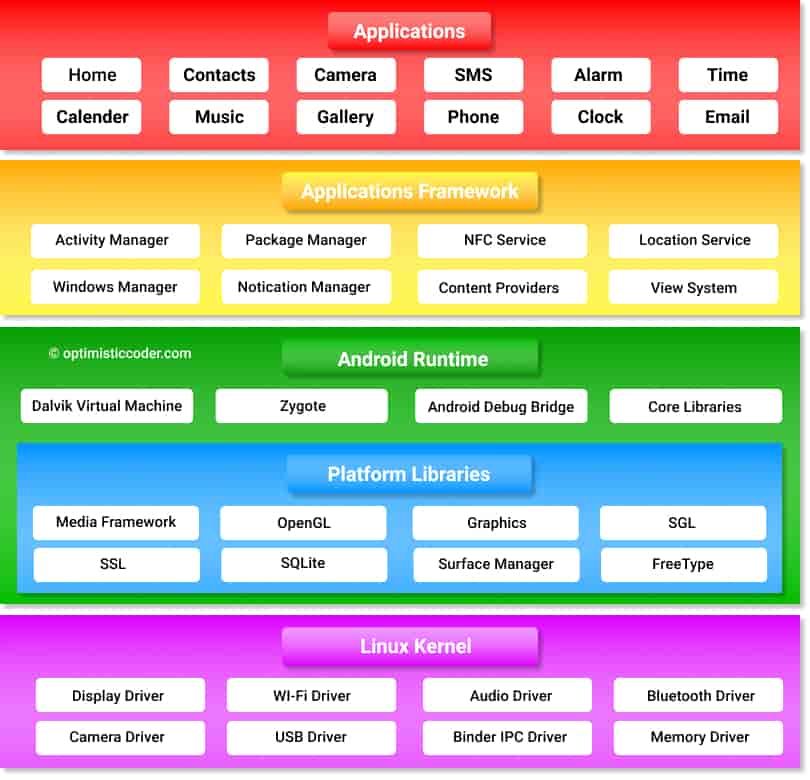 Applications
Home Contacts Camera SMS Alarm Time
Calender Music Gallery Phone Clock Email
Applications Framework
Activity Manager Package Manager NFC Service Location Service
Windows Manager Notication Manager Content Providers View System
© optimisticcoder.com
Android Runtime
Dalvik Virtual Machine Zygote Android Debug Bridge Core Libraries
Platform Libraries
Media Framework OpenGL Graphics SGL
SSL SQLite Surface Manager FreeType
Linux Kernel
Display Driver WI-Fi Driver Audio Driver Bluetooth Driver
Camera Driver USB Driver Binder IPC Driver Memory Driver